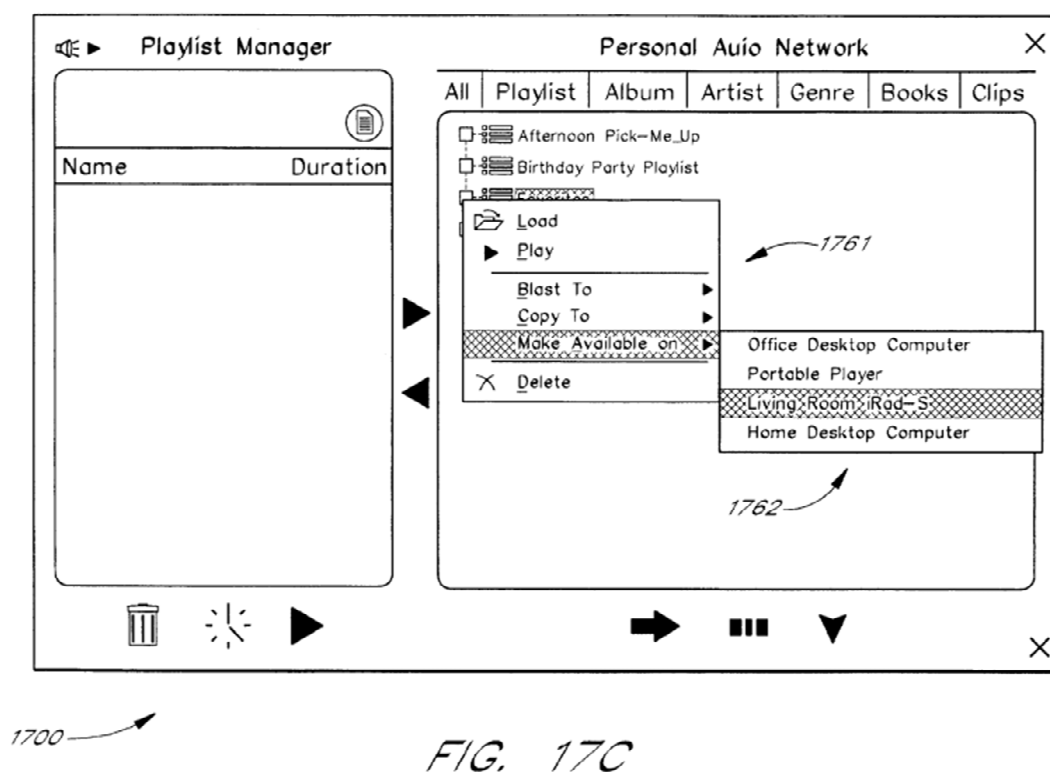 Playlist Manager
Personal Auio Network
All Playlist Album Artist Genre Books Clips
Name Duration
Afternoon Pick-Me_Up
Birthday Party Playlist
Favorites
Load
Play
Blast To
Copy To
Make Available on
Delete
Office Desktop Computer
Portable Player
Living Room iRad-S
Home Desktop Computer
1761
1762
1700
FIG. 17C